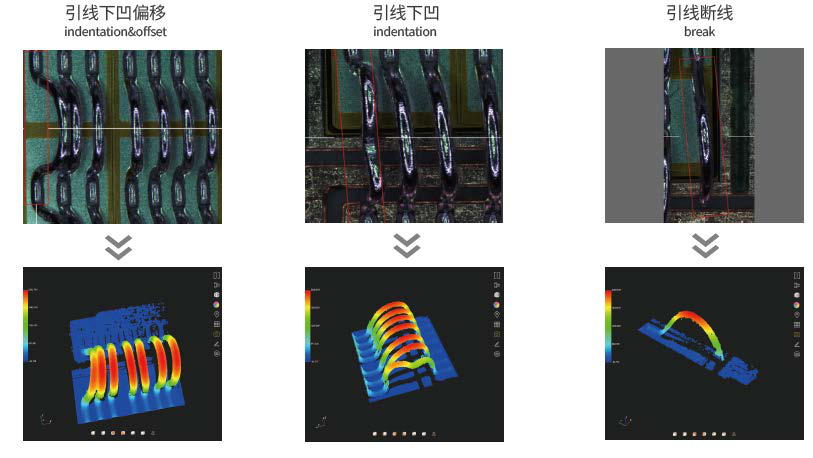 引线下凹偏移
indentation&offset
引线下凹
indentation
引线断线
break